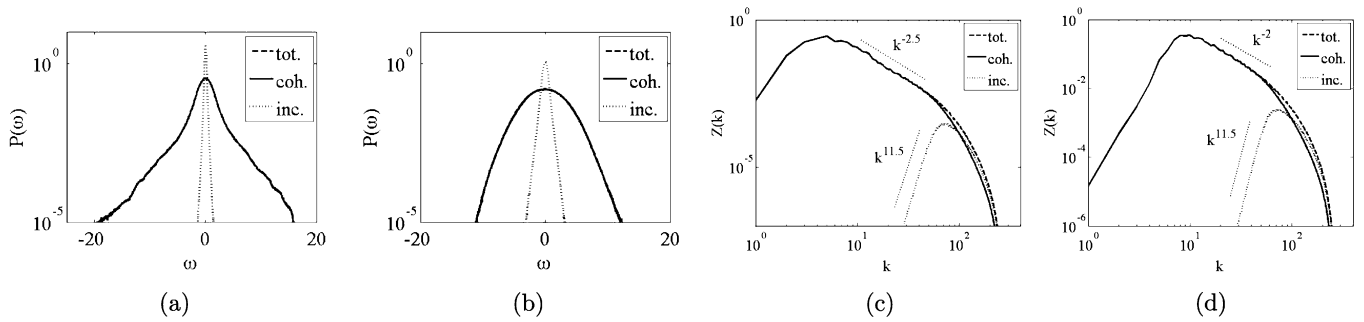 10^0
10^-5
P(ω)
-20
0
20
ω
tot.
coh.
inc.
(a)
10^0
10^-5
P(ω)
-20
0
20
ω
tot.
coh.
inc.
(b)
10^0
10^-5
Z(k)
10^0
10^1
10^2
k
k^-2.5
k^11.5
tot.
coh.
inc.
(c)
10^0
10^-2
10^-4
10^-6
Z(k)
10^0
10^1
10^2
k
k^-2
k^11.5
tot.
coh.
inc.
(d)